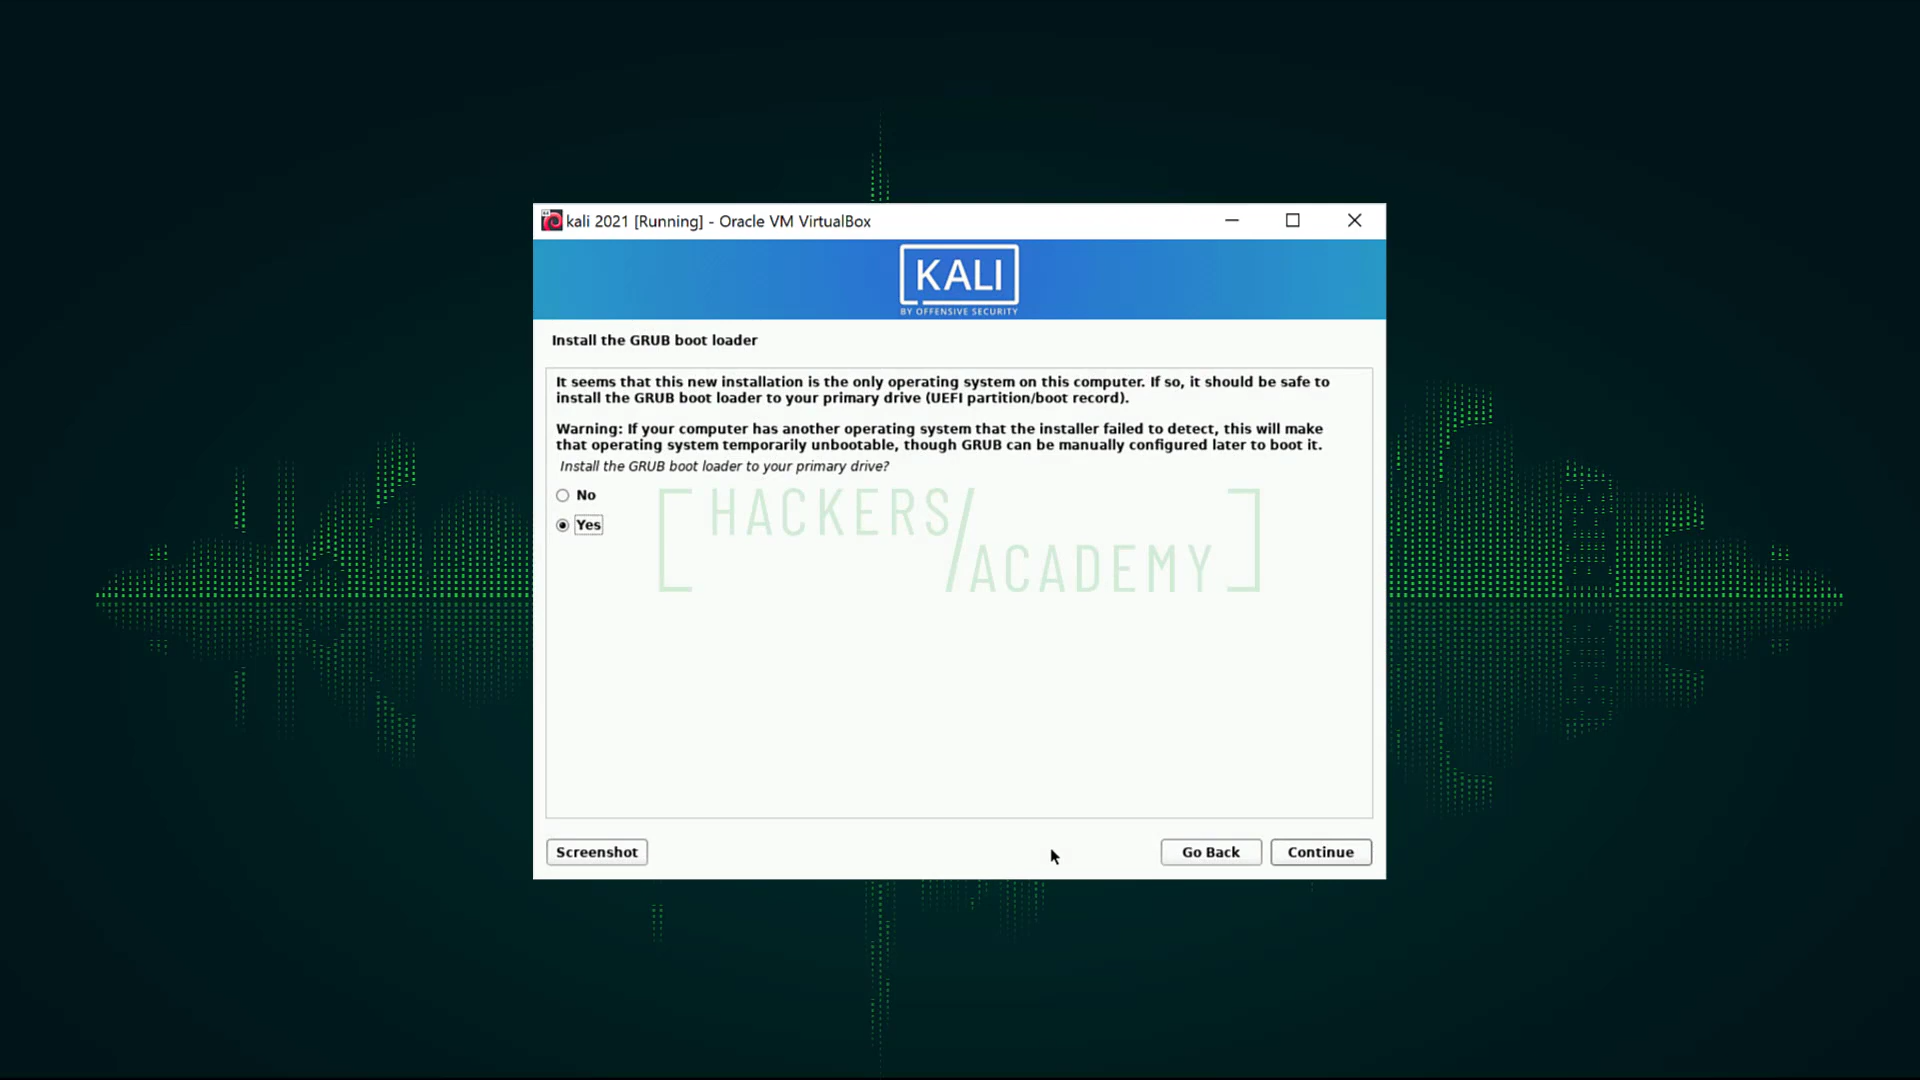 kali 2021 [Running] - Oracle VM VirtualBox
KALI
BY OFFENSIVE SECURITY
Install the GRUB boot loader
It seems that this new installation is the only operating system on this computer. If so, it should be safe to
install the GRUB boot loader to your primary drive (UEFI partition/boot record).
Warning: If your computer has another operating system that the installer failed to detect, this will make
that operating system temporarily unbootable, though GRUB can be manually configured later to boot it.
Install the GRUB boot loader to your primary drive?
No
Yes
[HACKERS/
/ACADEMY]
Screenshot
Go Back
Continue